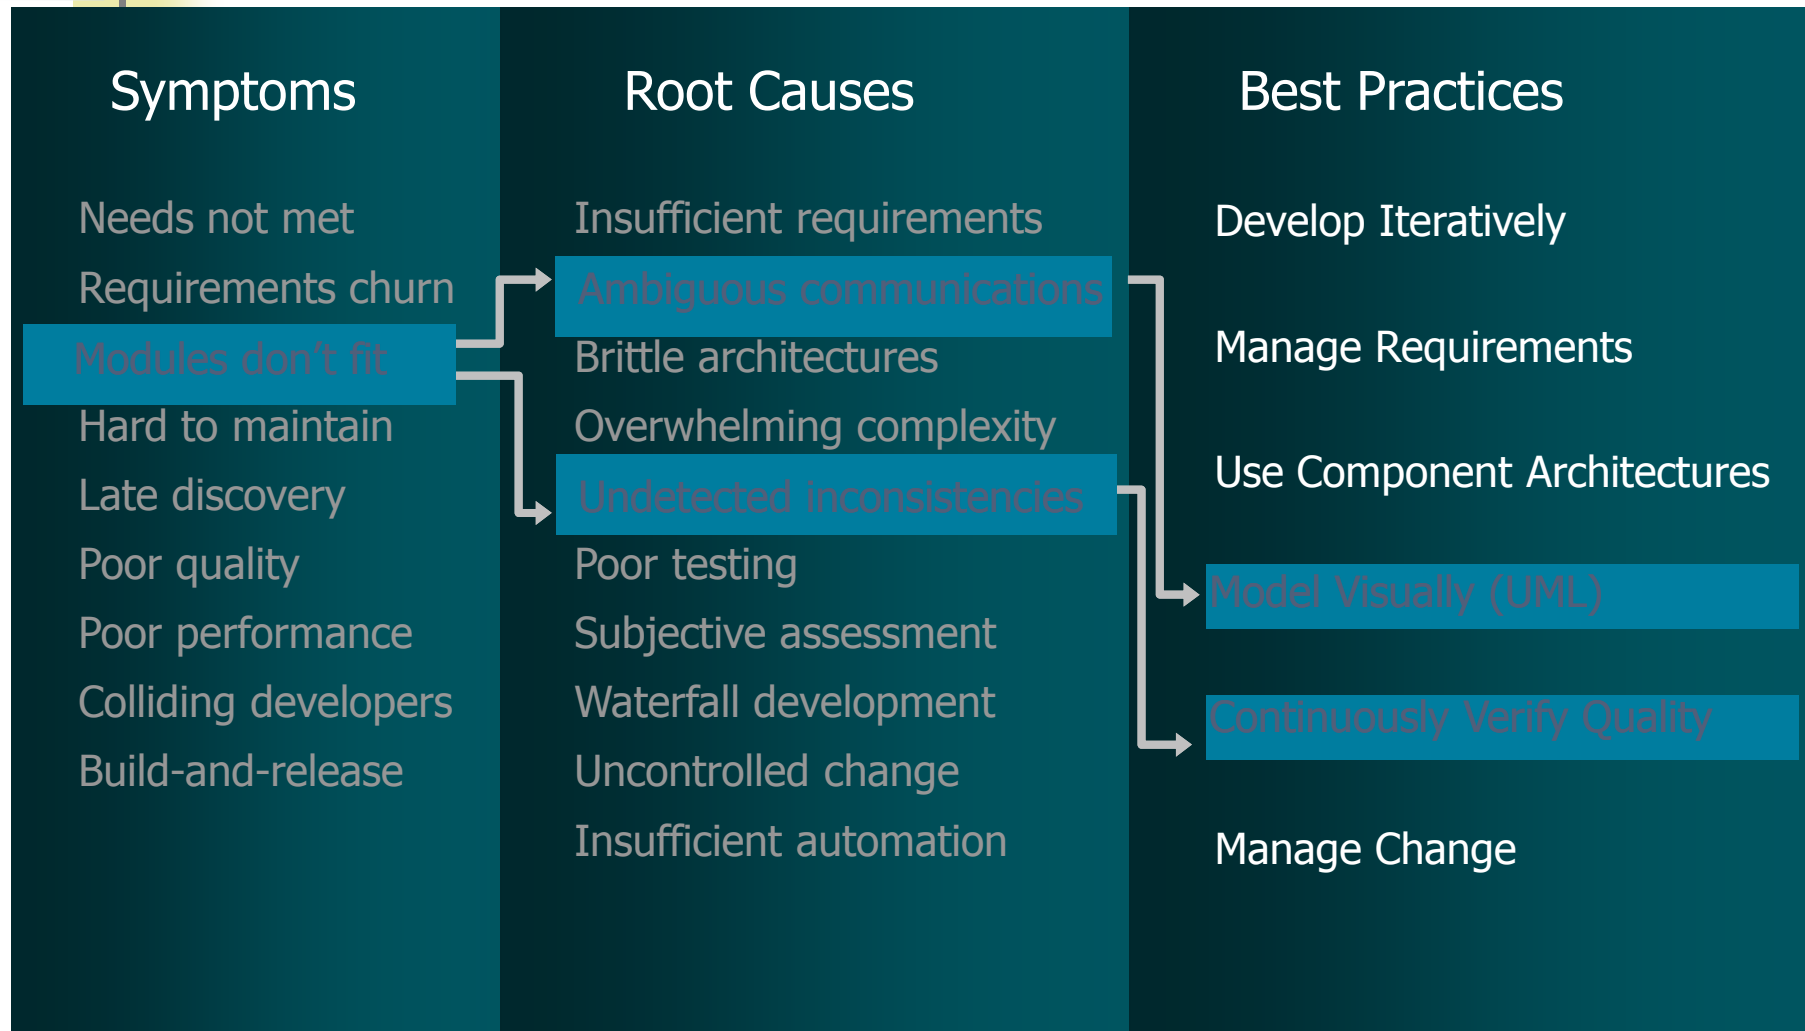 Symptoms
Needs not met
Requirements churn
Modules don’t fit
Hard to maintain
Late discovery
Poor quality
Poor performance
Colliding developers
Build-and-release
Root Causes
Insufficient requirements
Ambiguous communications
Brittle architectures
Overwhelming complexity
Undetected inconsistencies
Poor testing
Subjective assessment
Waterfall development
Uncontrolled change
Insufficient automation
Best Practices
Develop Iteratively
Manage Requirements
Use Component Architectures
Model Visually (UML)
Continuously Verify Quality
Manage Change